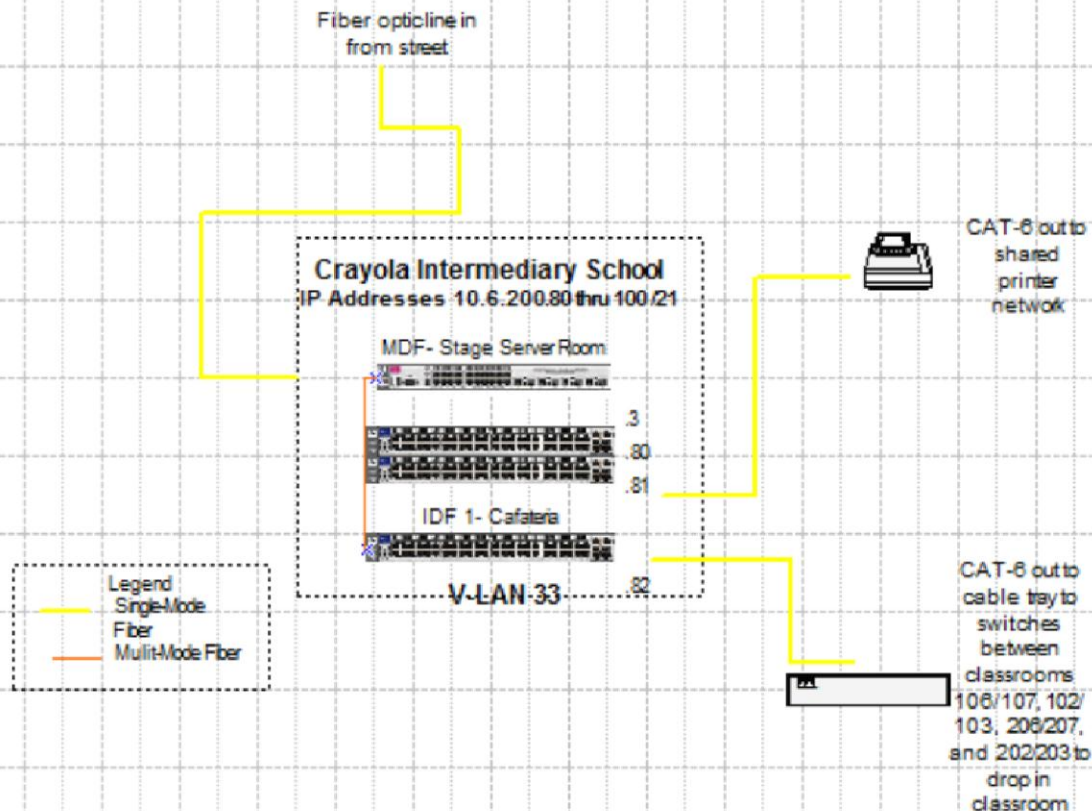 Fiber opticline in
from street
Crayola Intermediary School
IP Addresses 10.6.200.80 thru 100/21
MDF- Stage Server Room
.3
.80
.81
IDF 1- Cafateria
.82
V-LAN 33
CAT-6 out to
shared
printer
network
Legend
Single-Mode
Fiber
Mulit-Mode Fiber
CAT-6 out to
cable tray to
switches
between
classrooms
106/107, 102/
103, 206/207,
and 202/203 to
drop in
classroom